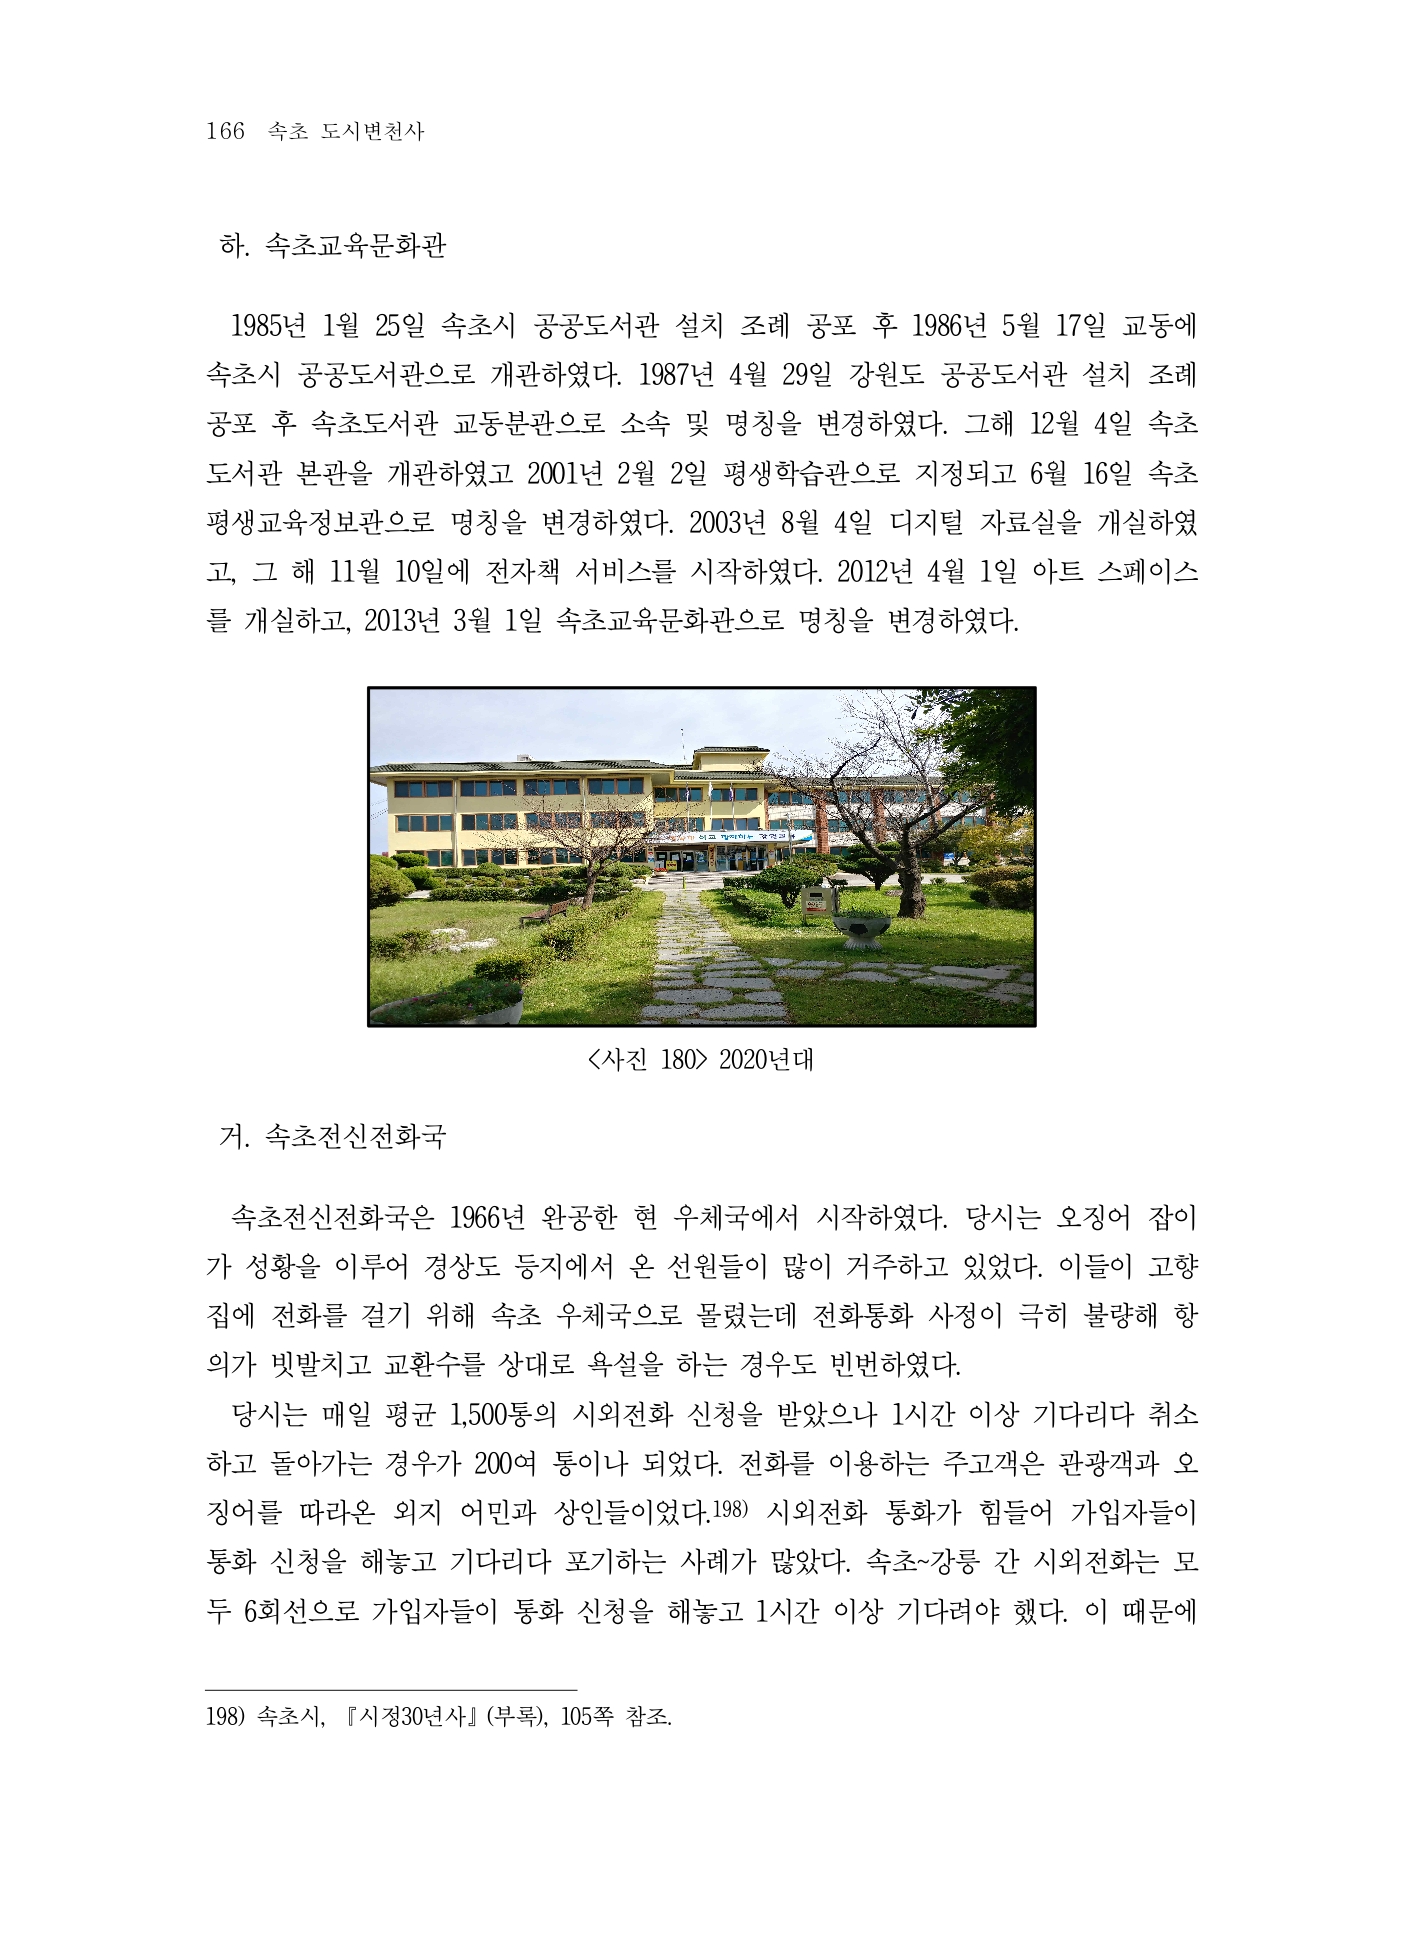 166 속초 도시변천사
하. 속초교육문화관
1985년 1월 25일 속초시 공공도서관 설치 조례 공포 후 1986년 5월 17일 교동에
속초시 공공도서관으로 개관하였다. 1987년 4월 29일 강원도 공공도서관 설치 조례
공포 후 속초도서관 교동분관으로 소속 및 명칭을 변경하였다. 그해 12월 4일 속초
도서관 본관을 개관하였고 2001년 2월 2일 평생학습관으로 지정되고 6월 16일 속초
평생교육정보관으로 명칭을 변경하였다. 2003년 8월 4일 디지털 자료실을 개실하였
고, 그 해 11월 10일에 전자책 서비스를 시작하였다. 2012년 4월 1일 아트 스페이스
를 개실하고, 2013년 3월 1일 속초교육문화관으로 명칭을 변경하였다.
<사진 180> 2020년대
거. 속초전신전화국
속초전신전화국은 1966년 완공한 현 우체국에서 시작하였다. 당시는 오징어 잡이
가 성황을 이루어 경상도 등지에서 온 선원들이 많이 거주하고 있었다. 이들이 고향
집에 전화를 걸기 위해 속초 우체국으로 몰렸는데 전화통화 사정이 극히 불량해 항
의가 빗발치고 교환수를 상대로 욕설을 하는 경우도 빈번하였다.
당시는 매일 평균 1,500통의 시외전화 신청을 받았으나 1시간 이상 기다리다 취소
하고 돌아가는 경우가 200여 통이나 되었다. 전화를 이용하는 주고객은 관광객과 오
징어를 따라온 외지 어민과 상인들이었다.198) 시외전화 통화가 힘들어 가입자들이
통화 신청을 해놓고 기다리다 포기하는 사례가 많았다. 속초~강릉 간 시외전화는 모
두 6회선으로 가입자들이 통화 신청을 해놓고 1시간 이상 기다려야 했다. 이 때문에
198) 속초시, 『시정30년사』(부록), 105쪽 참조.